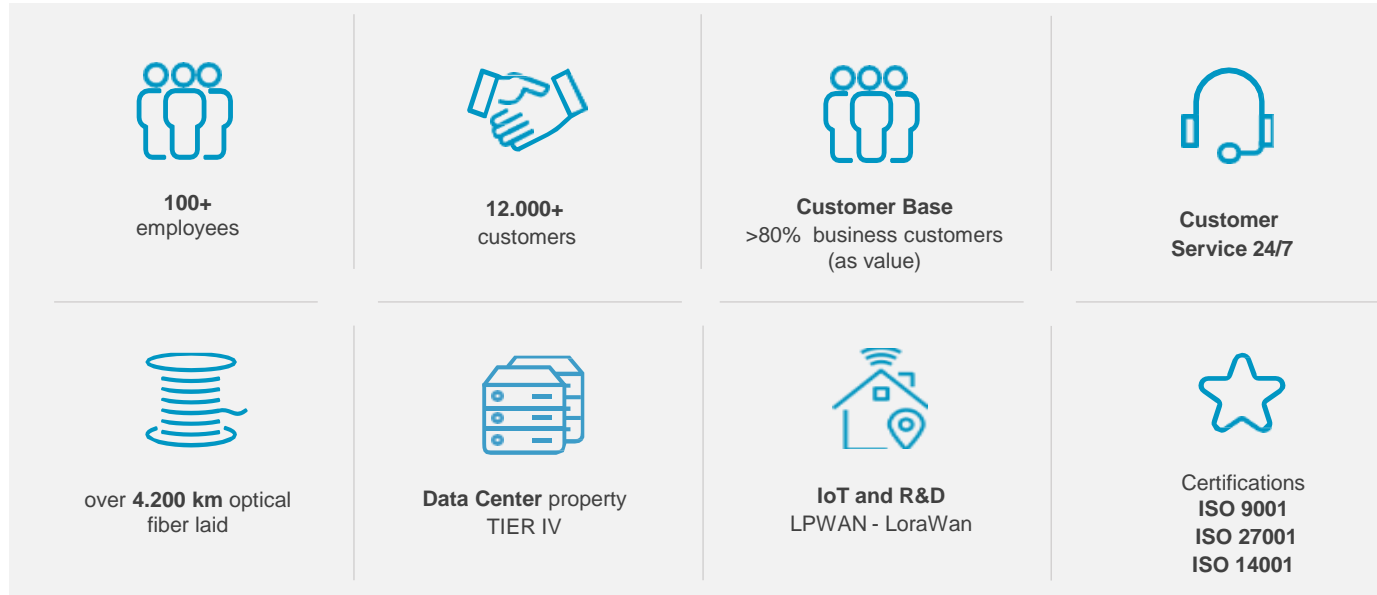 100+
employees
12.000+
customers
Customer Base
>80% business customers
(as value)
Customer
Service 24/7
over 4.200 km optical
fiber laid
Data Center property
TIER IV
IoT and R&D
LPWAN - LoraWan
Certifications
ISO 9001
ISO 27001
ISO 14001